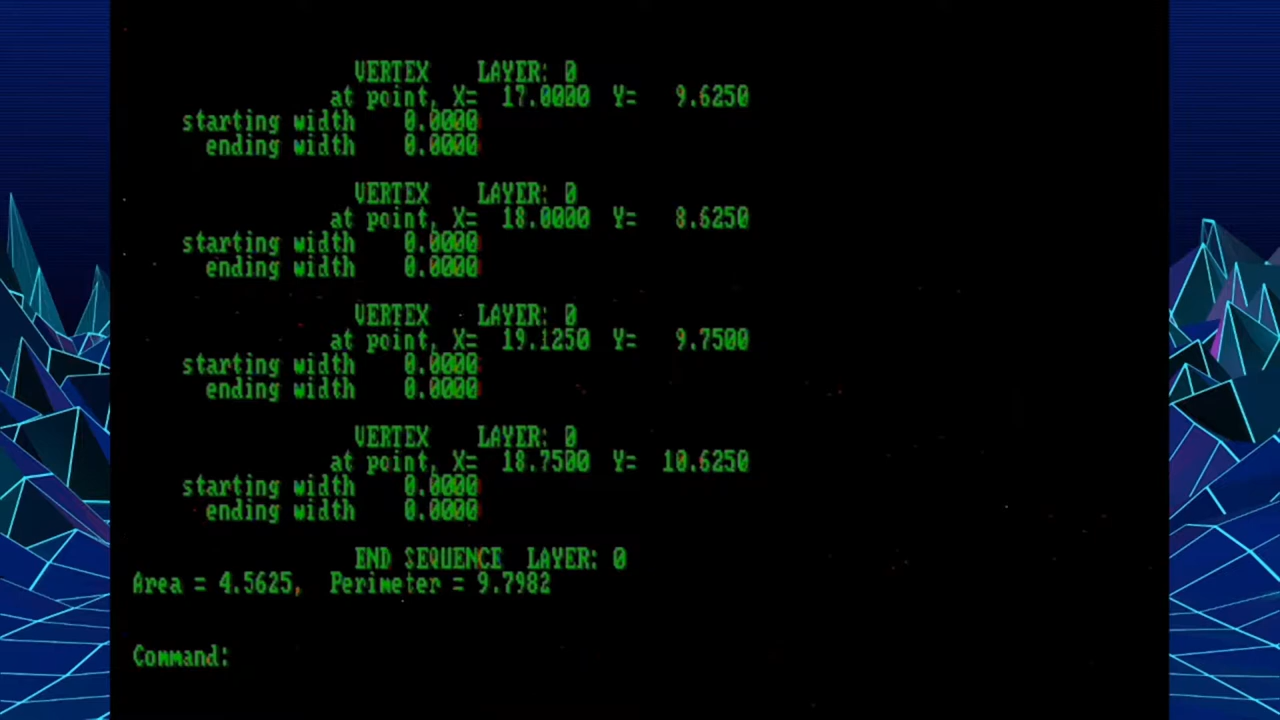 VERTEX LAYER: 0
at point, X= 17.0000 Y= 9.6250
starting width 0.0000
ending width 0.0000
VERTEX LAYER: 0
at point, X= 18.0000 Y= 8.6250
starting width 0.0000
ending width 0.0000
VERTEX LAYER: 0
at point, X= 19.1250 Y= 9.7500
starting width 0.0000
ending width 0.0000
VERTEX LAYER: 0
at point, X= 18.7500 Y= 10.6250
starting width 0.0000
ending width 0.0000
END SEQUENCE LAYER: 0
Area = 4.5625, Perimeter = 9.7982
Command: